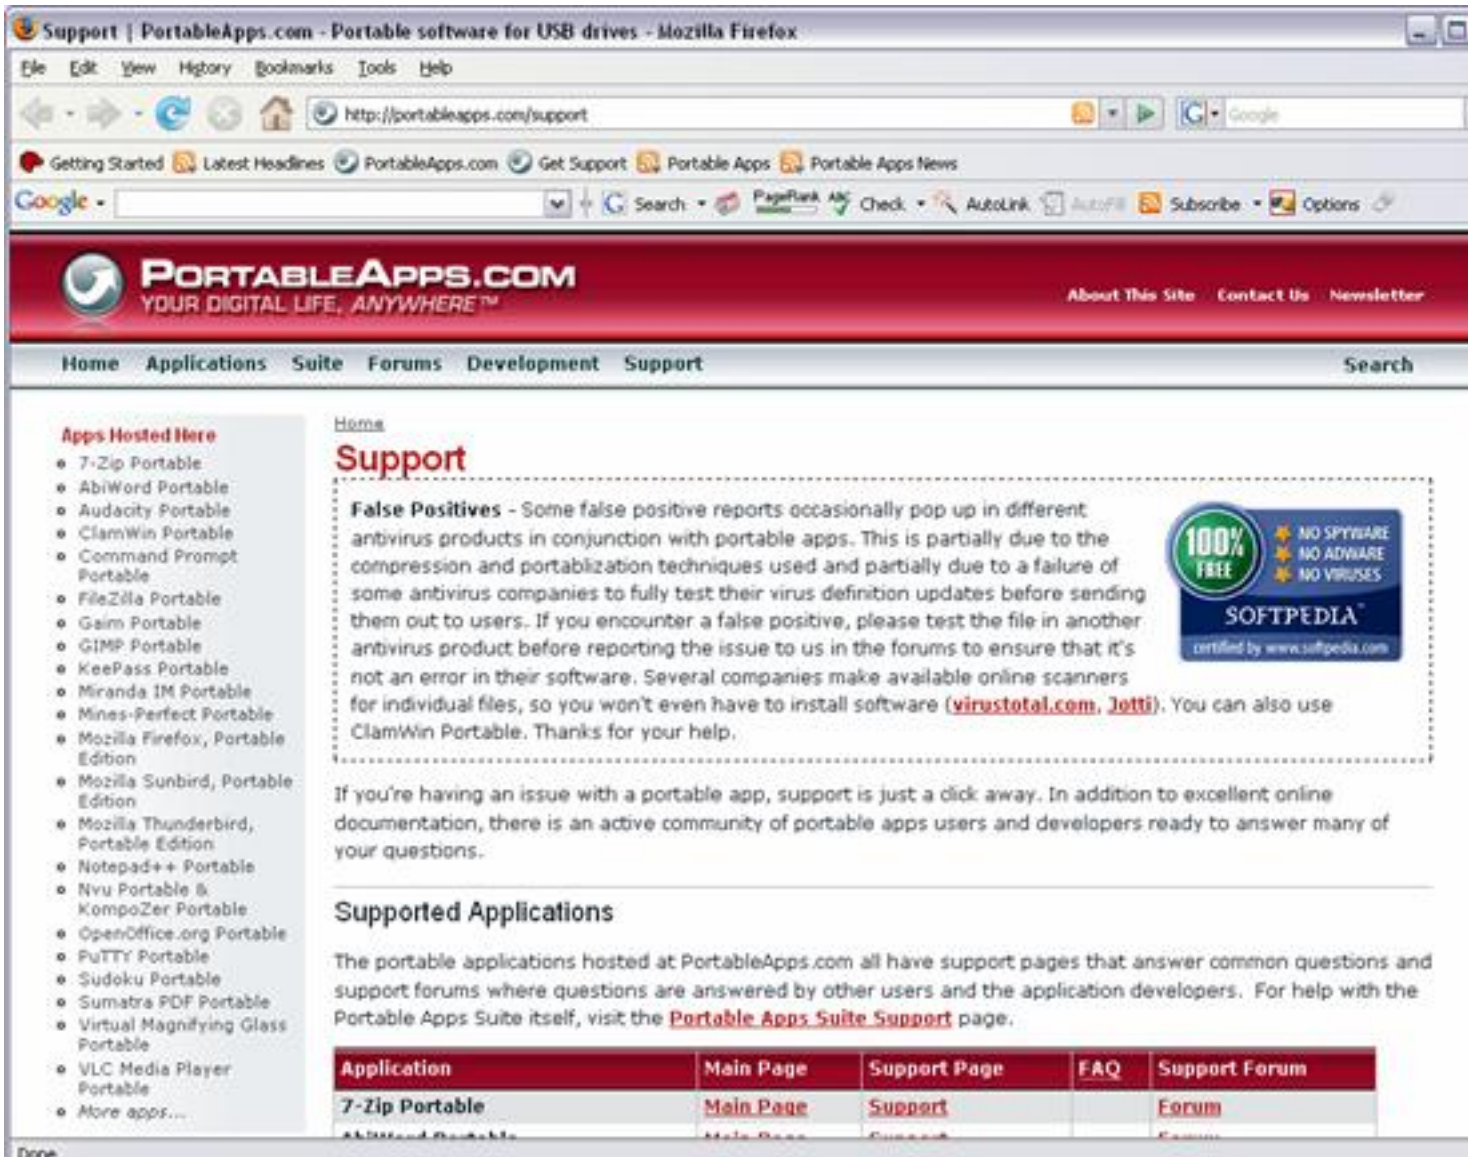 Support | PortableApps.com - Portable software for USB drives - Mozilla Firefox
File Edit View History Bookmarks Tools Help
http://portableapps.com/support
Google
Getting Started Latest Headlines PortableApps.com Get Support Portable Apps Portable Apps News
Google Search PageRank ABC Check AutoLink AutoFill Subscribe Options
PORTABLEAPPS.COM
YOUR DIGITAL LIFE, ANYWHERE™
About This Site Contact Us Newsletter
Home Applications Suite Forums Development Support Search
Apps Hosted Here
7-Zip Portable
AbiWord Portable
Audacity Portable
ClamWin Portable
Command Prompt
Portable
FileZilla Portable
Gaim Portable
GIMP Portable
KeePass Portable
Miranda IM Portable
Mines-Perfect Portable
Mozilla Firefox, Portable
Edition
Mozilla Sunbird, Portable
Edition
Mozilla Thunderbird,
Portable Edition
Notepad++ Portable
Nvu Portable &
KompoZer Portable
OpenOffice.org Portable
PuTTY Portable
Sudoku Portable
Sumatra PDF Portable
Virtual Magnifying Glass
Portable
VLC Media Player
Portable
More apps...
Home
Support
False Positives - Some false positive reports occasionally pop up in different
antivirus products in conjunction with portable apps. This is partially due to the
compression and portablization techniques used and partially due to a failure of
some antivirus companies to fully test their virus definition updates before sending
them out to users. If you encounter a false positive, please test the file in another
antivirus product before reporting the issue to us in the forums to ensure that it's
not an error in their software. Several companies make available online scanners
for individual files, so you won't even have to install software (virustotal.com, Jotti). You can also use
ClamWin Portable. Thanks for your help.
100%
FREE
NO SPYWARE
NO ADWARE
NO VIRUSES
SOFTPEDIA™
certified by www.softpedia.com
If you're having an issue with a portable app, support is just a click away. In addition to excellent online
documentation, there is an active community of portable apps users and developers ready to answer many of
your questions.
Supported Applications
The portable applications hosted at PortableApps.com all have support pages that answer common questions and
support forums where questions are answered by other users and the application developers. For help with the
Portable Apps Suite itself, visit the Portable Apps Suite Support page.
Application Main Page Support Page FAQ Support Forum
7-Zip Portable Main Page Support Forum
AbiWord Portable Main Page Support Forum
Done